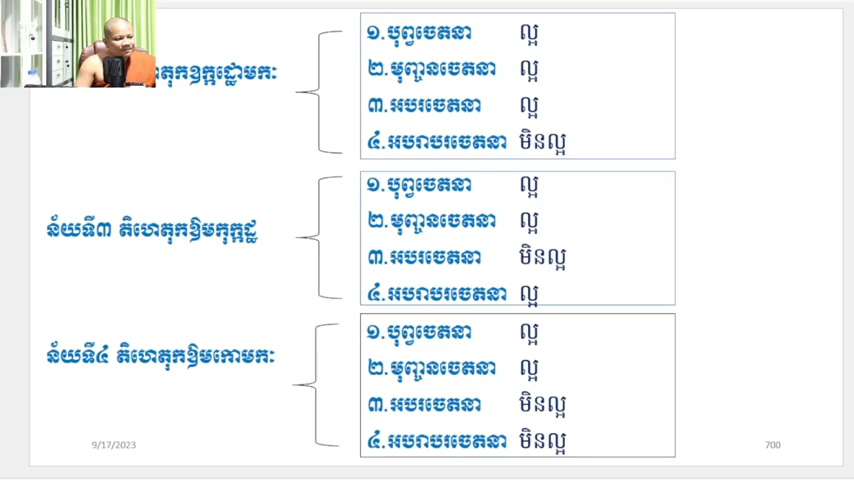 ១.បុព្វចេតនា ល្អ
២.មុញ្ចនចេតនា ល្អ
តុកឧក្កដ្ឋោមកៈ
៣.អបរចេតនា ល្អ
៤.អបរាបរចេតនា មិនល្អ
១.បុព្វចេតនា ល្អ
២.មុញ្ចនចេតនា ល្អ
ន័យទី៣ តិហេតុកឱមកុក្កដ្ឋ
៣.អបរចេតនា មិនល្អ
៤.អបរាបរចេតនា ល្អ
១.បុព្វចេតនា ល្អ
ន័យទី៤ តិហេតុកឱមកោមកៈ
២.មុញ្ចនចេតនា ល្អ
៣.អបរចេតនា មិនល្អ
៤.អបរាបរចេតនា មិនល្អ
9/17/2023
700